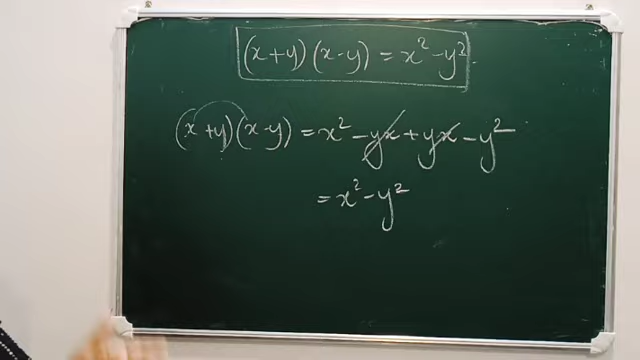 (x+y)(x-y) = x² - y²
(x+y)(x-y) = x² - yx + yx - y²
= x² - y²